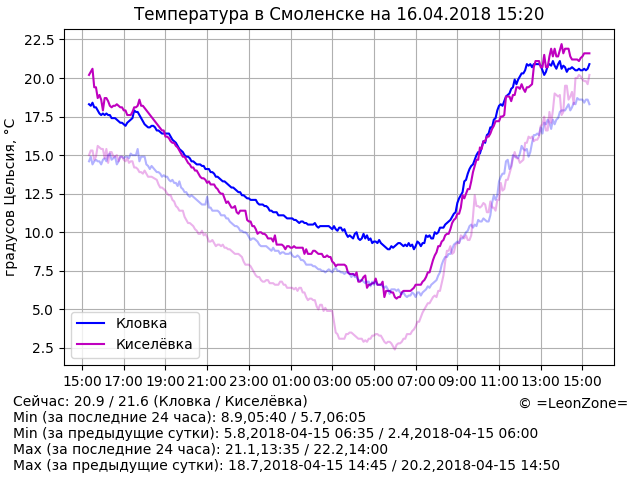 Температура в Смоленске на 16.04.2018 15:20
градусов Цельсия, °C
22.5
20.0
17.5
15.0
12.5
10.0
7.5
5.0
2.5
Кловка
Киселёвка
15:00 17:00 19:00 21:00 23:00 01:00 03:00 05:00 07:00 09:00 11:00 13:00 15:00
Сейчас: 20.9 / 21.6 (Кловка / Киселёвка)
© =LeonZone=
Min (за последние 24 часа): 8.9,05:40 / 5.7,06:05
Min (за предыдущие сутки): 5.8,2018-04-15 06:35 / 2.4,2018-04-15 06:00
Max (за последние 24 часа): 21.1,13:35 / 22.2,14:00
Max (за предыдущие сутки): 18.7,2018-04-15 14:45 / 20.2,2018-04-15 14:50